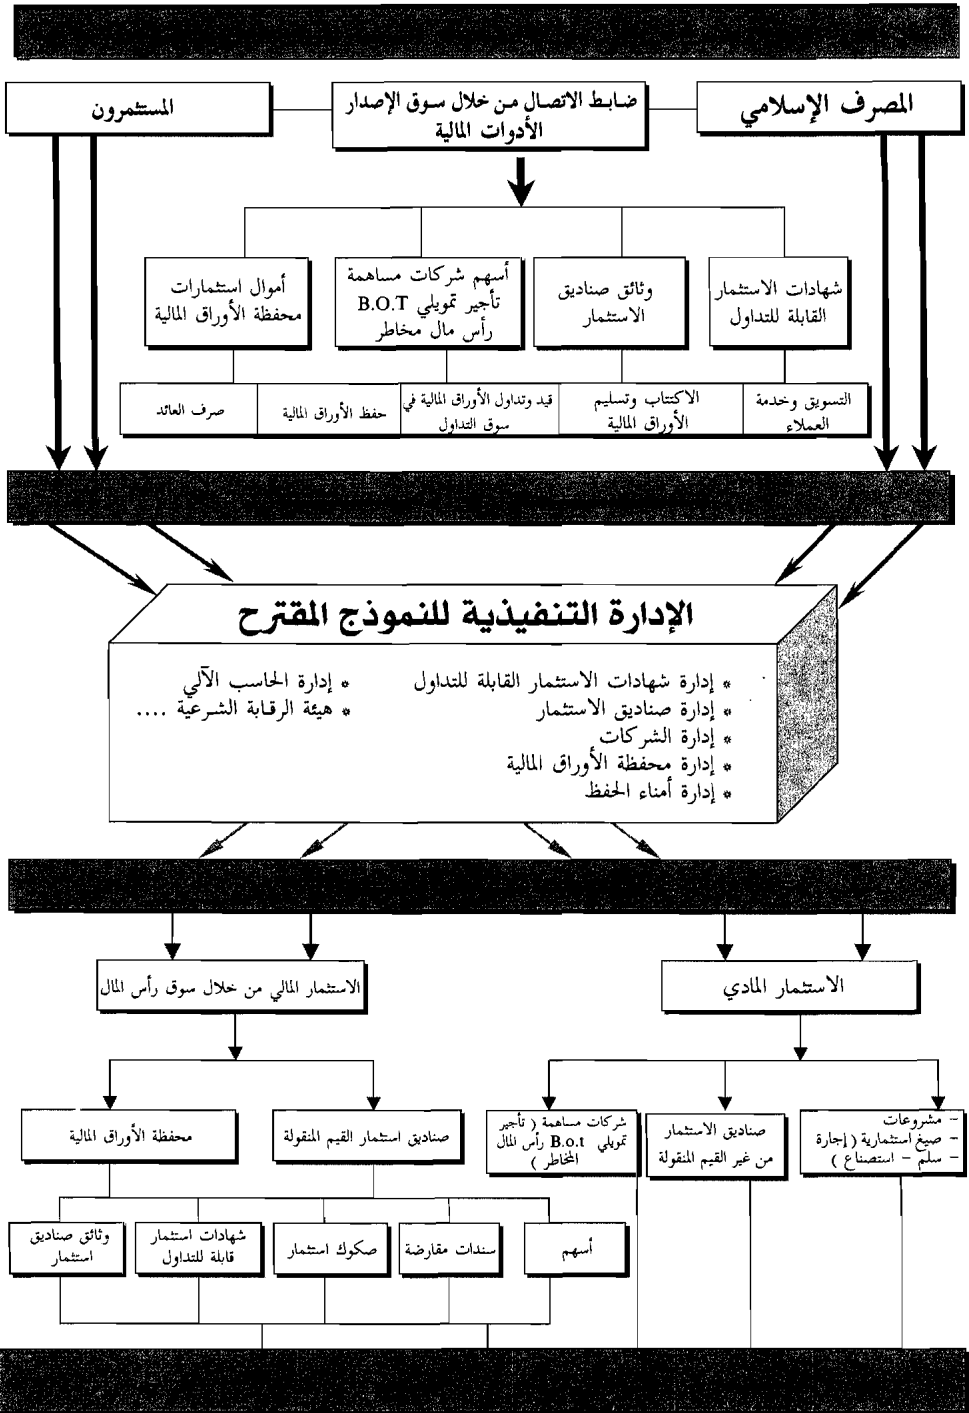 المصرف الإسلامي
ضابط الاتصال من خلال سوق الإصدار
الأدوات المالية
المستثمرون
شهادات الاستثمار
القابلة للتداول
وثائق صناديق
الاستثمار
أسهم شركات مساهمة
تأجير تمويلي B.O.T
رأس مال مخاطر
أموال استثمارات
محفظة الأوراق المالية
التسويق وخدمة
العملاء
الاكتتاب وتسليم
الأوراق المالية
قيد وتداول الأوراق المالية في
سوق التداول
حفظ الأوراق المالية
صرف العائد
الإدارة التنفيذية للنموذج المقترح
* إدارة شهادات الاستثمار القابلة للتداول
* إدارة صناديق الاستثمار
* إدارة الشركات
* إدارة محفظة الأوراق المالية
* إدارة أمناء الحفظ
* إدارة الحاسب الآلي
* هيئة الرقابة الشرعية ....
الاستثمار المادي
الاستثمار المالي من خلال سوق رأس المال
– مشروعات
– صيغ استثمارية ( إجارة
– سلم – استصناع )
صناديق الاستثمار
من غير القيم المنقولة
شركات مساهمة ( تأجير
تمويلي B.o.t رأس المال
المخاطر )
صناديق استثمار القيم المنقولة
محفظة الأوراق المالية
أسهم
سندات مقارضة
صكوك استثمار
شهادات استثمار
قابلة للتداول
وثائق صناديق
استثمار